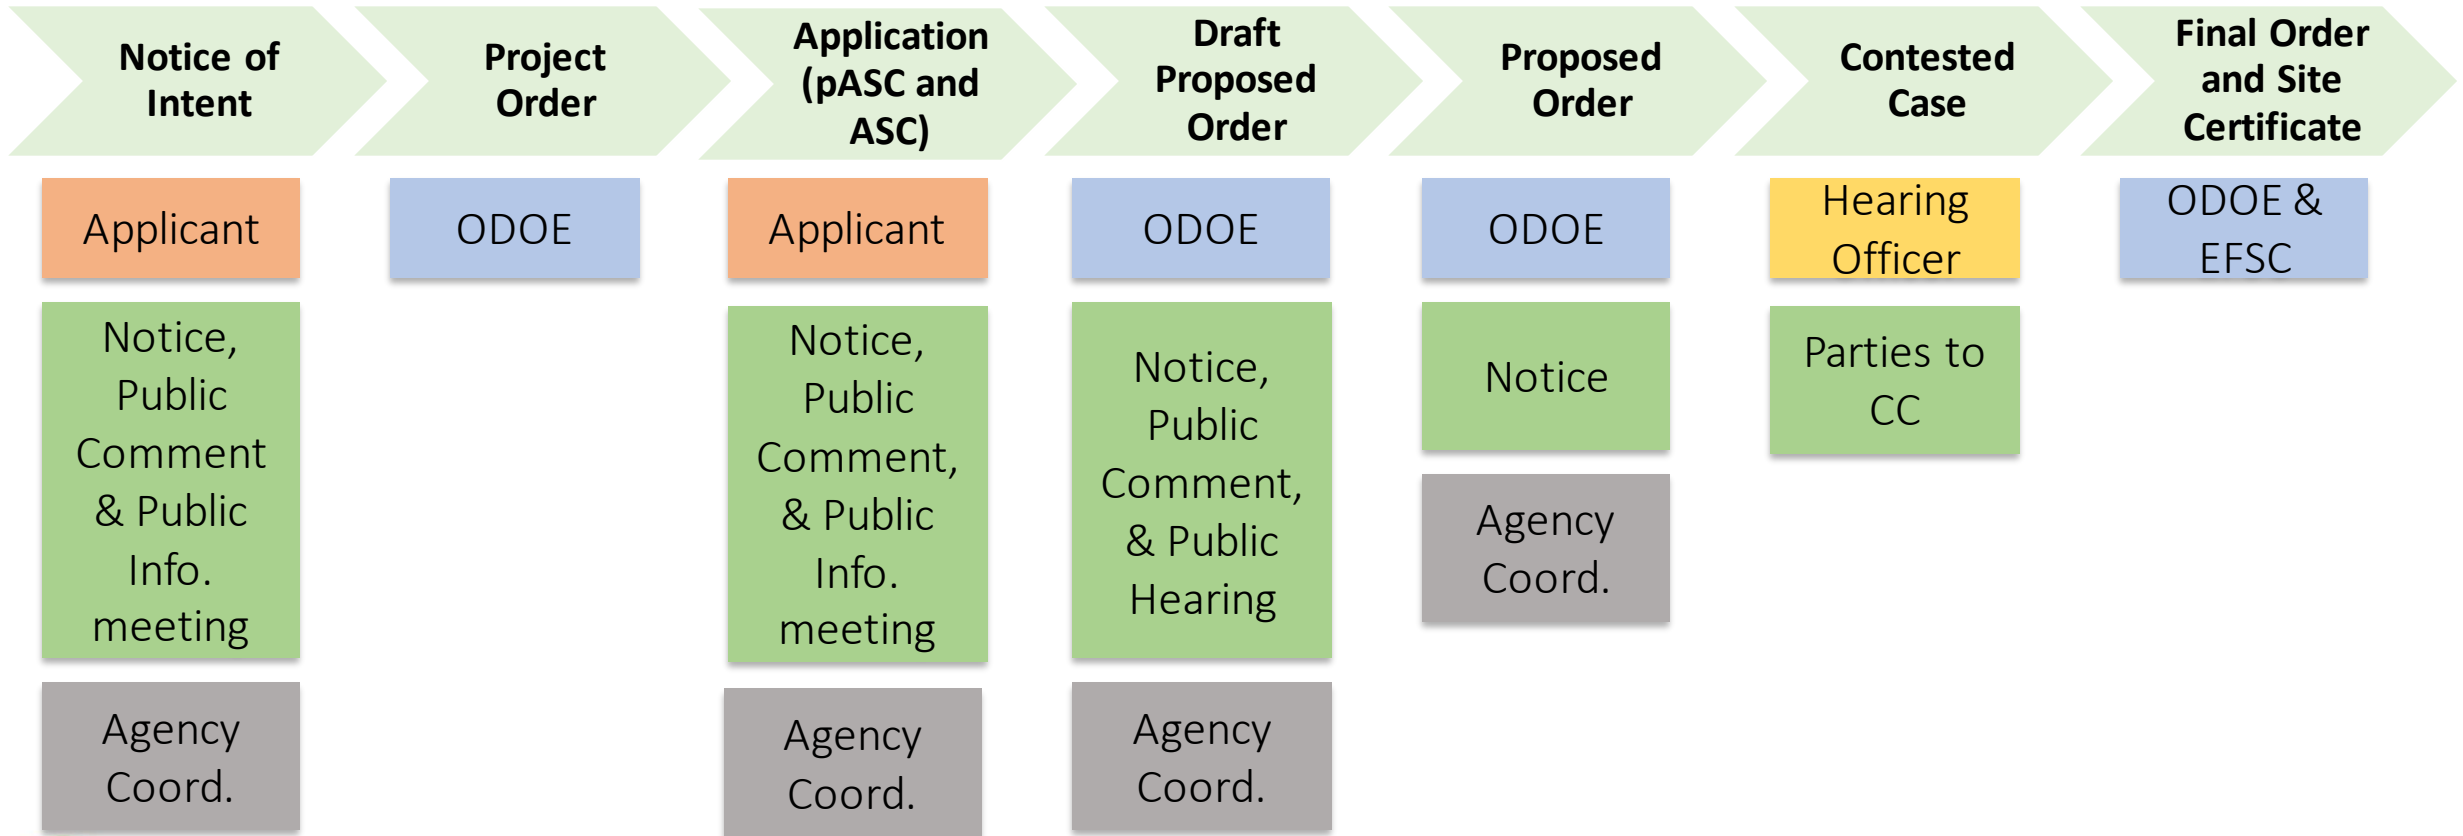 Notice of
Intent
Project
Order
Application
(pASC and
ASC)
Draft
Proposed
Order
Proposed
Order
Contested
Case
Final Order
and Site
Certificate
Applicant
ODOE
Applicant
ODOE
ODOE
Hearing
Officer
ODOE &
EFSC
Notice,
Public
Comment
& Public
Info.
meeting
Notice,
Public
Comment,
& Public
Info.
meeting
Notice,
Public
Comment,
& Public
Hearing
Notice
Parties to
CC
Agency
Coord.
Agency
Coord.
Agency
Coord.
Agency
Coord.